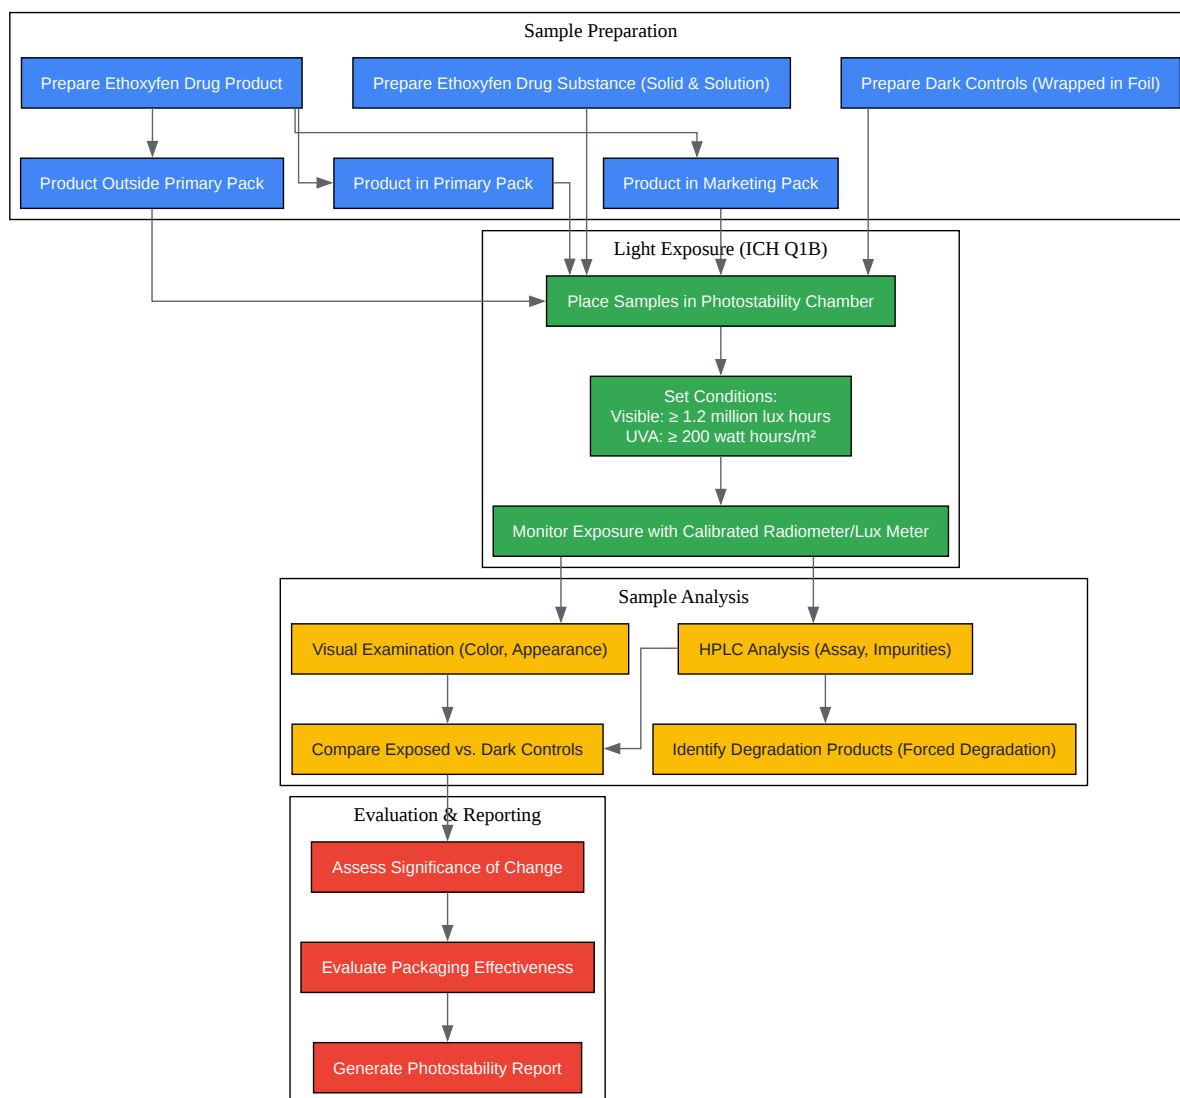 Sample Preparation
Prepare Ethoxyfen Drug Product
Prepare Ethoxyfen Drug Substance (Solid & Solution)
Prepare Dark Controls (Wrapped in Foil)
Product Outside Primary Pack
Product in Primary Pack
Product in Marketing Pack
Light Exposure (ICH Q1B)
Place Samples in Photostability Chamber
Set Conditions:
Visible: ≥ 1.2 million lux hours
UVA: ≥ 200 watt hours/m²
Monitor Exposure with Calibrated Radiometer/Lux Meter
Sample Analysis
Visual Examination (Color, Appearance)
HPLC Analysis (Assay, Impurities)
Compare Exposed vs. Dark Controls
Identify Degradation Products (Forced Degradation)
Evaluation & Reporting
Assess Significance of Change
Evaluate Packaging Effectiveness
Generate Photostability Report